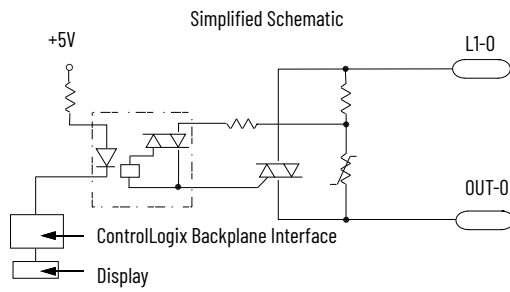 Simplified Schematic
+5V
L1-0
OUT-0
ControlLogix Backplane Interface
Display